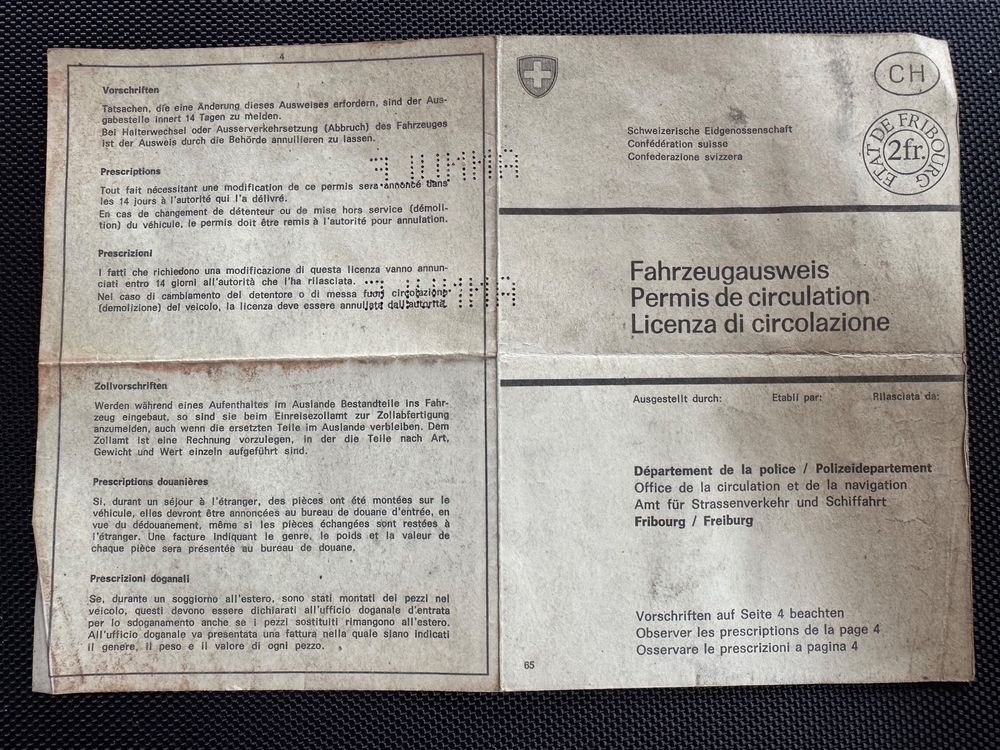 4
Vorschriften
Tatsachen, die eine Änderung dieses Ausweises erfordern, sind der Aus-
gabestelle innert 14 Tagen zu melden.
Bei Halterwechsel oder Ausserverkehrsetzung (Abbruch) des Fahrzeuges
ist der Ausweis durch die Behörde annullieren zu lassen.
Prescriptions
Tout fait nécessitant une modification de ce permis sera annoncé dans
les 14 jours à l'autorité qui l'a délivré.
En cas de changement de détenteur ou de mise hors service (démoli-
tion) du véhicule, le permis doit être remis à l'autorité pour annulation.
Prescrizioni
I fatti che richiedono una modificazione di questa licenza vanno annun-
ciati entro 14 giorni all'autorità che l'ha rilasciata.
Nel caso di cambiamento del detentore o di messa fuori circolazione
(demolizione) del veicolo, la licenza deve essere annullata dall'autorità.
Zollvorschriften
Werden während eines Aufenthaltes im Auslande Bestandteile ins Fahr-
zeug eingebaut, so sind sie beim Einreisezollamt zur Zollabfertigung
anzumelden, auch wenn die ersetzten Teile im Auslande verbleiben. Dem
Zollamt ist eine Rechnung vorzulegen, in der die Teile nach Art,
Gewicht und Wert einzeln aufgeführt sind.
Prescriptions douanières
Si, durant un séjour à l'étranger, des pièces ont été montées sur le
véhicule, elles devront être annoncées au bureau de douane d'entrée, en
vue du dédouanement, même si les pièces échangées sont restées à
l'étranger. Une facture indiquant le genre, le poids et la valeur de
chaque pièce sera présentée au bureau de douane.
Prescrizioni doganali
Se, durante un soggiorno all'estero, sono stati montati dei pezzi nel
veicolo, questi devono essere dichiarati all'ufficio doganale d'entrata
per lo sdoganamento anche se i pezzi sostituiti rimangono all'estero.
All'ufficio doganale va presentata una fattura nella quale siano indicati
il genere, il peso e il valore di ogni pezzo.
CH
ETAT DE FRIBOURG
2fr.
Schweizerische Eidgenossenschaft
Confédération suisse
Confederazione svizzera
Fahrzeugausweis
Permis de circulation
Licenza di circolazione
Ausgestellt durch: Etabli par: Rilasciata da:
Département de la police / Polizeidepartement
Office de la circulation et de la navigation
Amt für Strassenverkehr und Schiffahrt
Fribourg / Freiburg
Vorschriften auf Seite 4 beachten
Observer les prescriptions de la page 4
Osservare le prescrizioni a pagina 4
65